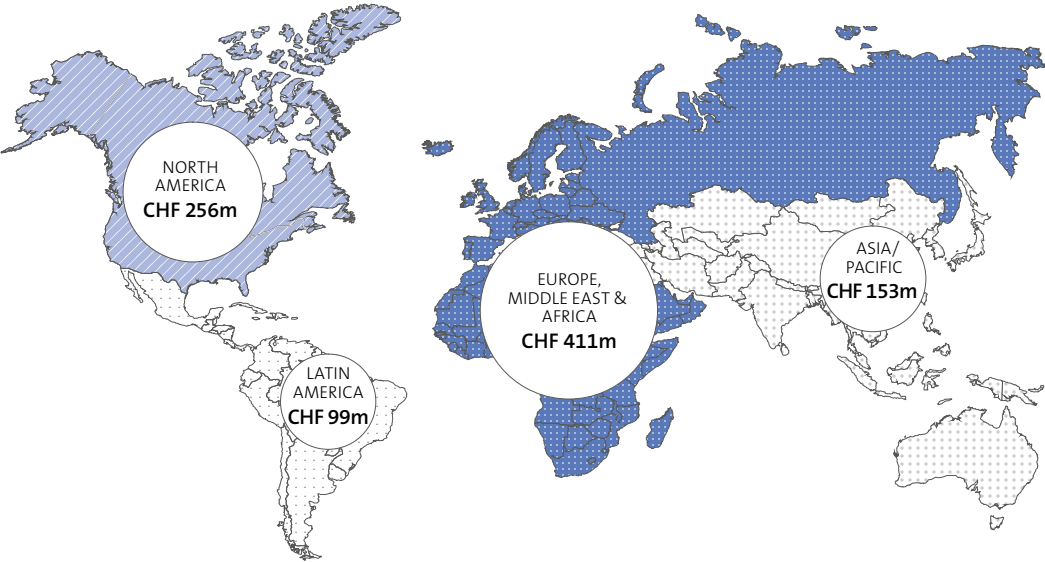 NORTH
AMERICA
CHF 256m
EUROPE,
MIDDLE EAST &
AFRICA
CHF 411m
ASIA/
PACIFIC
CHF 153m
LATIN
AMERICA
CHF 99m